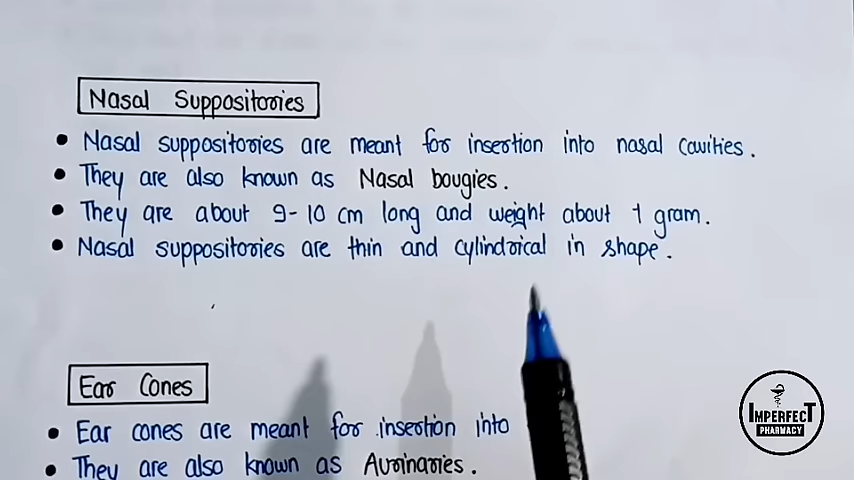 Nasal Suppositories
• Nasal suppositories are meant for insertion into nasal cavities.
• They are also known as Nasal bougies.
• They are about 9-10 cm long and weight about 1 gram.
• Nasal suppositories are thin and cylindrical in shape.
Ear Cones
• Ear cones are meant for insertion into
• They are also known as Aurinaries.
IMPERFECT
PHARMACY